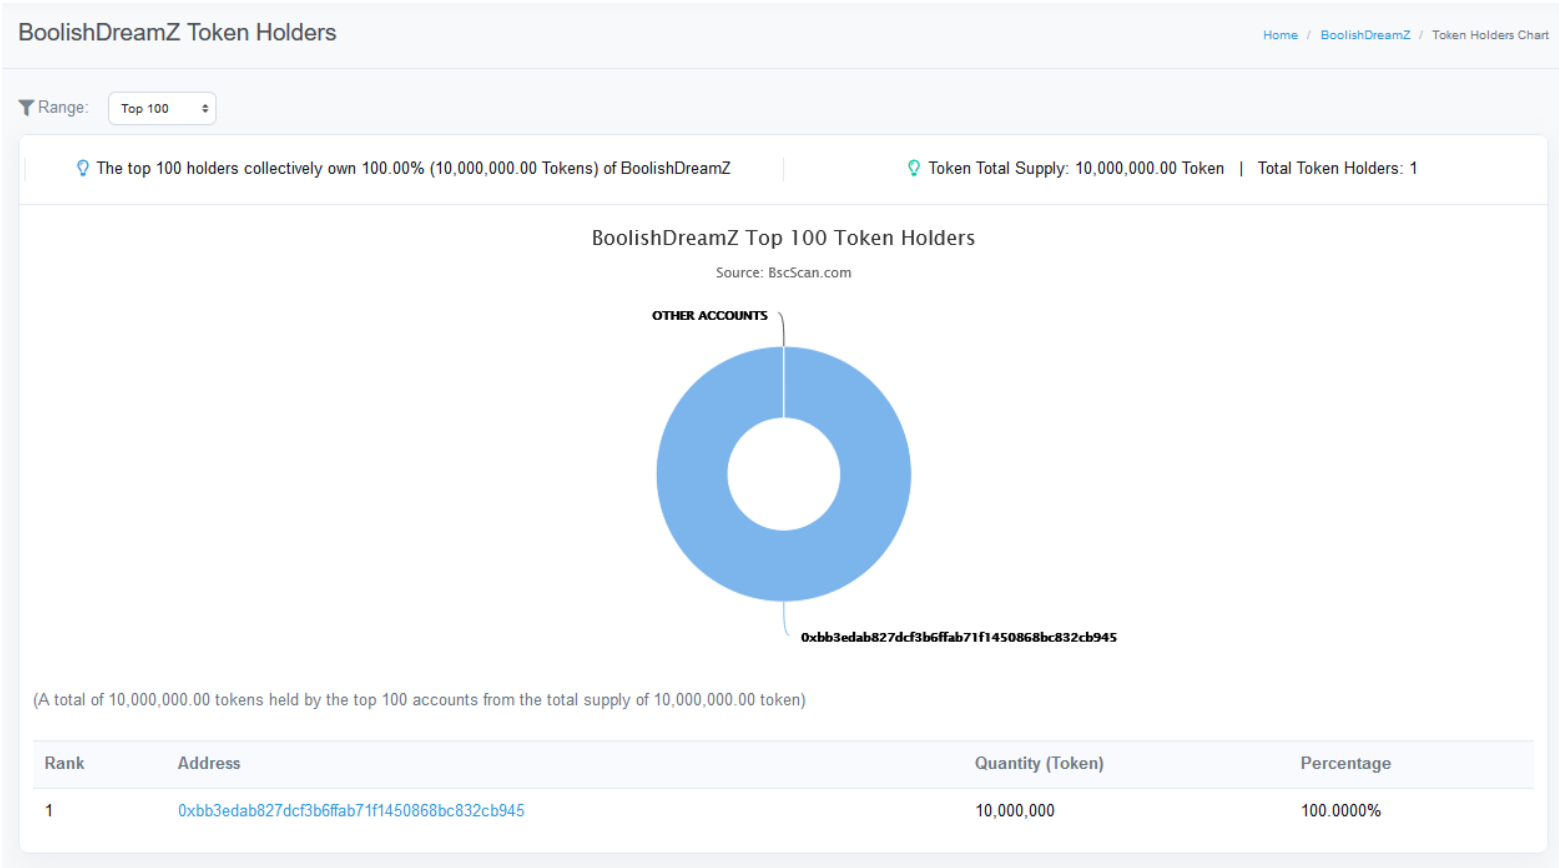 BoolishDreamZ Token Holders
Home / BoolishDreamZ / Token Holders Chart
Range: Top 100
The top 100 holders collectively own 100.00% (10,000,000.00 Tokens) of BoolishDreamZ
Token Total Supply: 10,000,000.00 Token | Total Token Holders: 1
BoolishDreamZ Top 100 Token Holders
Source: BscScan.com
OTHER ACCOUNTS
0xbb3edab827dcf3b6ffab71f1450868bc832cb945
(A total of 10,000,000.00 tokens held by the top 100 accounts from the total supply of 10,000,000.00 token)
Rank Address Quantity (Token) Percentage
1 0xbb3edab827dcf3b6ffab71f1450868bc832cb945 10,000,000 100.0000%